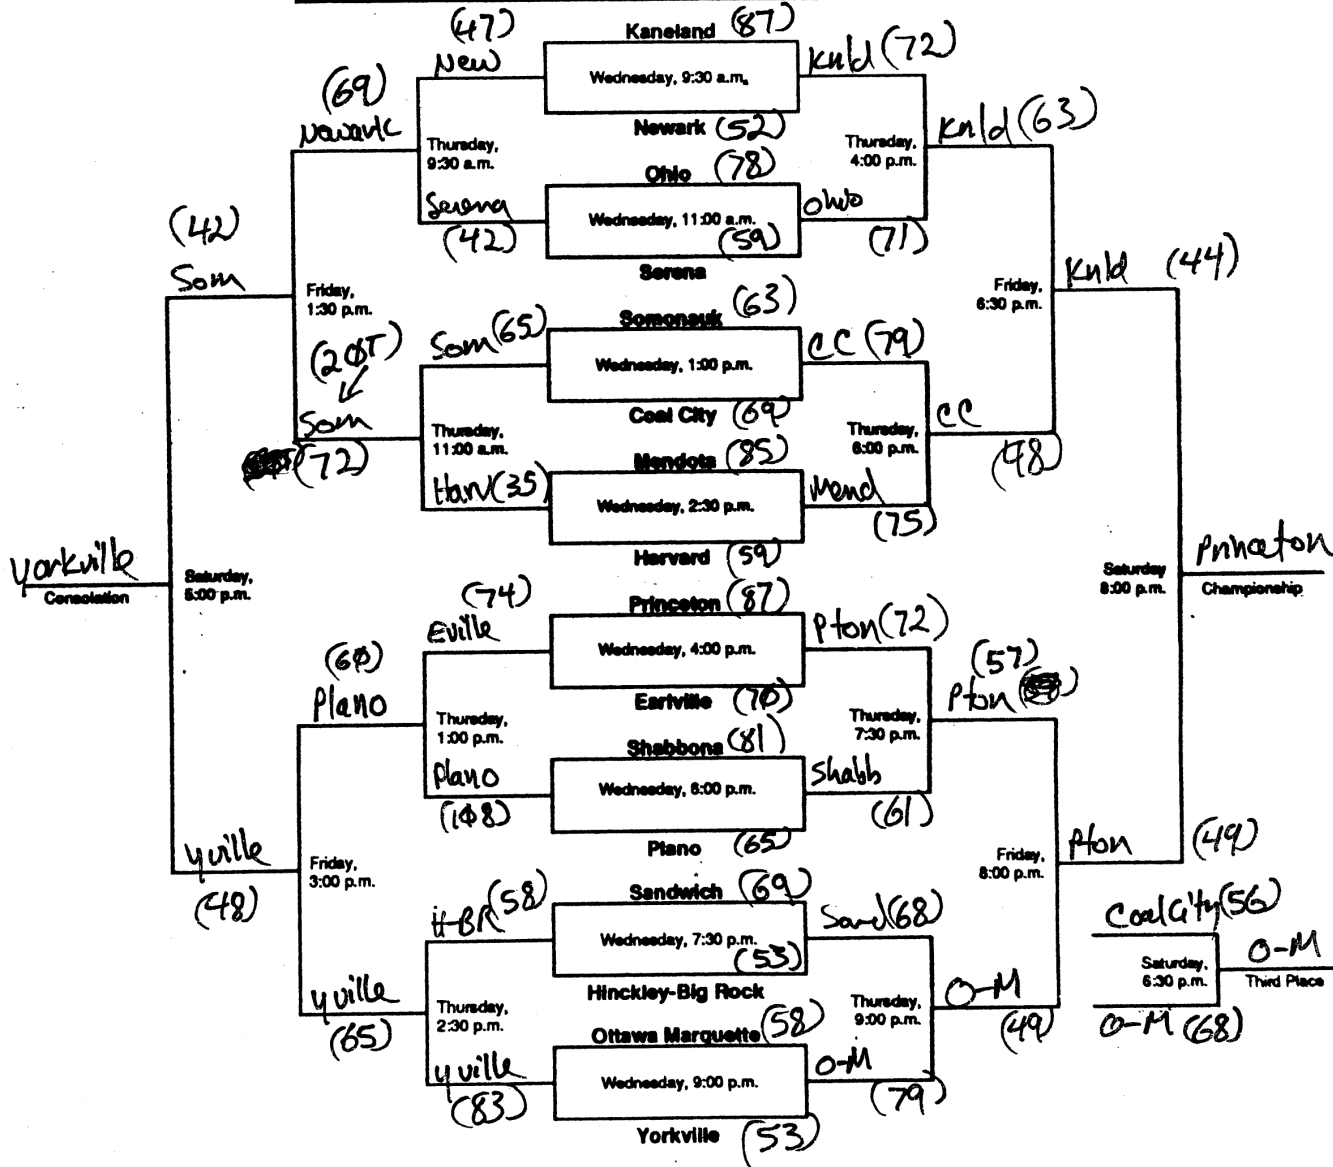 (47)
Kaneland (87)
New
Knld (72)
Wednesday, 9:30 a.m.
(69)
Newark
Newark (52)
Knld (63)
Thursday,
9:30 a.m.
Thursday,
4:00 p.m.
Ohio (78)
Serena
Ohio
Wednesday, 11:00 a.m.
(42)
(59)
(71)
(42)
Serena
Som
Knld (44)
Friday,
1:30 p.m.
Friday,
6:30 p.m.
Somonauk (63)
Som (65)
CC (79)
(2ØT)
Wednesday, 1:00 p.m.
Som
Coal City (69)
CC
Thursday,
11:00 a.m.
Thursday,
6:00 p.m.
(72)
(48)
Mendota (85)
Harv (35)
Mend
Wednesday, 2:30 p.m.
(75)
Harvard (59)
Yorkville
Consolation
Saturday,
5:00 p.m.
Saturday
8:00 p.m.
Princeton
Championship
(74)
Princeton (87)
Eville
Pton (72)
Wednesday, 4:00 p.m.
(6Ø)
Plano
(57)
Pton
Earlville (7Ø)
Thursday,
1:00 p.m.
Thursday,
7:30 p.m.
Shabbona (81)
Plano
Shabb
Wednesday, 6:00 p.m.
(1Ø8)
(61)
Plano (65)
Yville
Pton (49)
Friday,
3:00 p.m.
Friday,
8:00 p.m.
(48)
Sandwich (69)
H-BR (58)
Sand (68)
Wednesday, 7:30 p.m.
(53)
Hinckley-Big Rock
Coal City (56)
Saturday,
6:30 p.m.
O-M
Third Place
O-M (68)
Yville
O-M
Thursday,
2:30 p.m.
Thursday,
9:00 p.m.
(65)
(49)
Ottawa Marquette (58)
Yville
O-M
Wednesday, 9:00 p.m.
(83)
(79)
Yorkville (53)